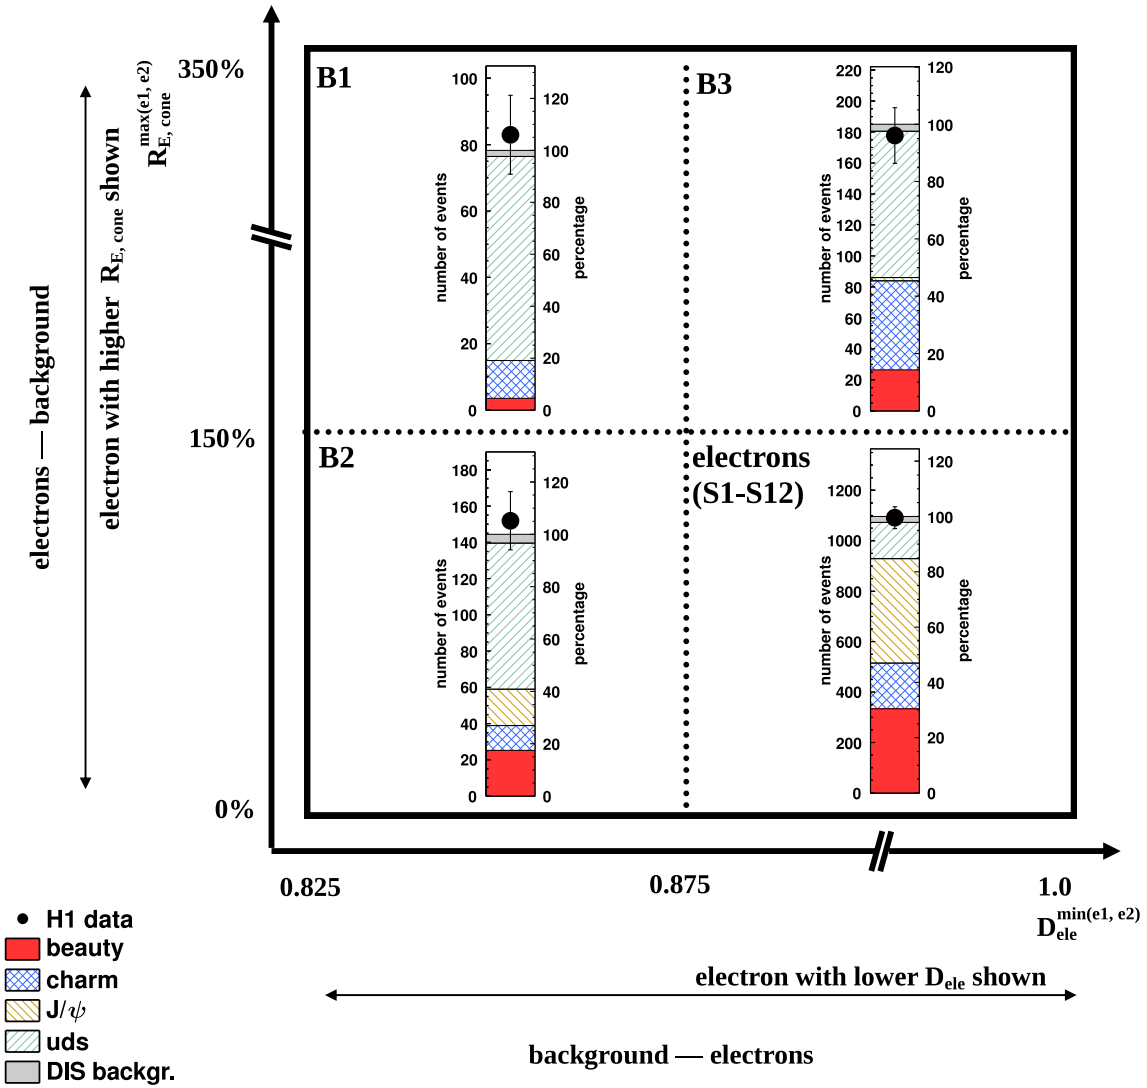 350%
150%
0%
R_{E, cone}^{max(e1, e2)}
electron with higher R_{E, cone} shown
electrons — background
B1
100
80
60
40
20
0
number of events
120
100
80
60
40
20
0
percentage
B3
220
200
180
160
140
120
100
80
60
40
20
0
number of events
120
100
80
60
40
20
0
percentage
B2
180
160
140
120
100
80
60
40
20
0
number of events
120
100
80
60
40
20
0
percentage
electrons
(S1-S12)
1200
1000
800
600
400
200
0
number of events
120
100
80
60
40
20
0
percentage
0.825
0.875
1.0
D_{ele}^{min(e1, e2)}
electron with lower D_{ele} shown
background — electrons
H1 data
beauty
charm
J/ψ
uds
DIS backgr.